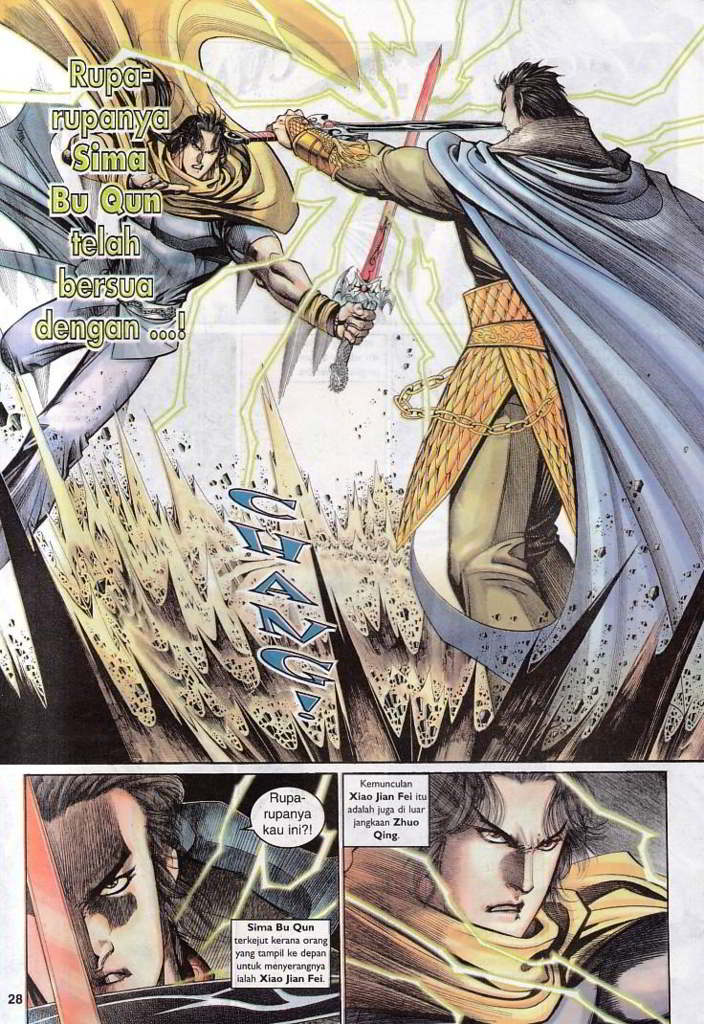 Rupa-
rupanya
Sima
Bu Qun
telah
bersua
dengan ...!
CHANG!
Rupa-
rupanya
kau ini?!
Sima Bu Qun
terkejut kerana orang
yang tampil ke depan
untuk menyerangnya
ialah Xiao Jian Fei.
Kemunculan
Xiao Jian Fei itu
adalah juga di luar
jangkaan Zhuo
Qing.
28